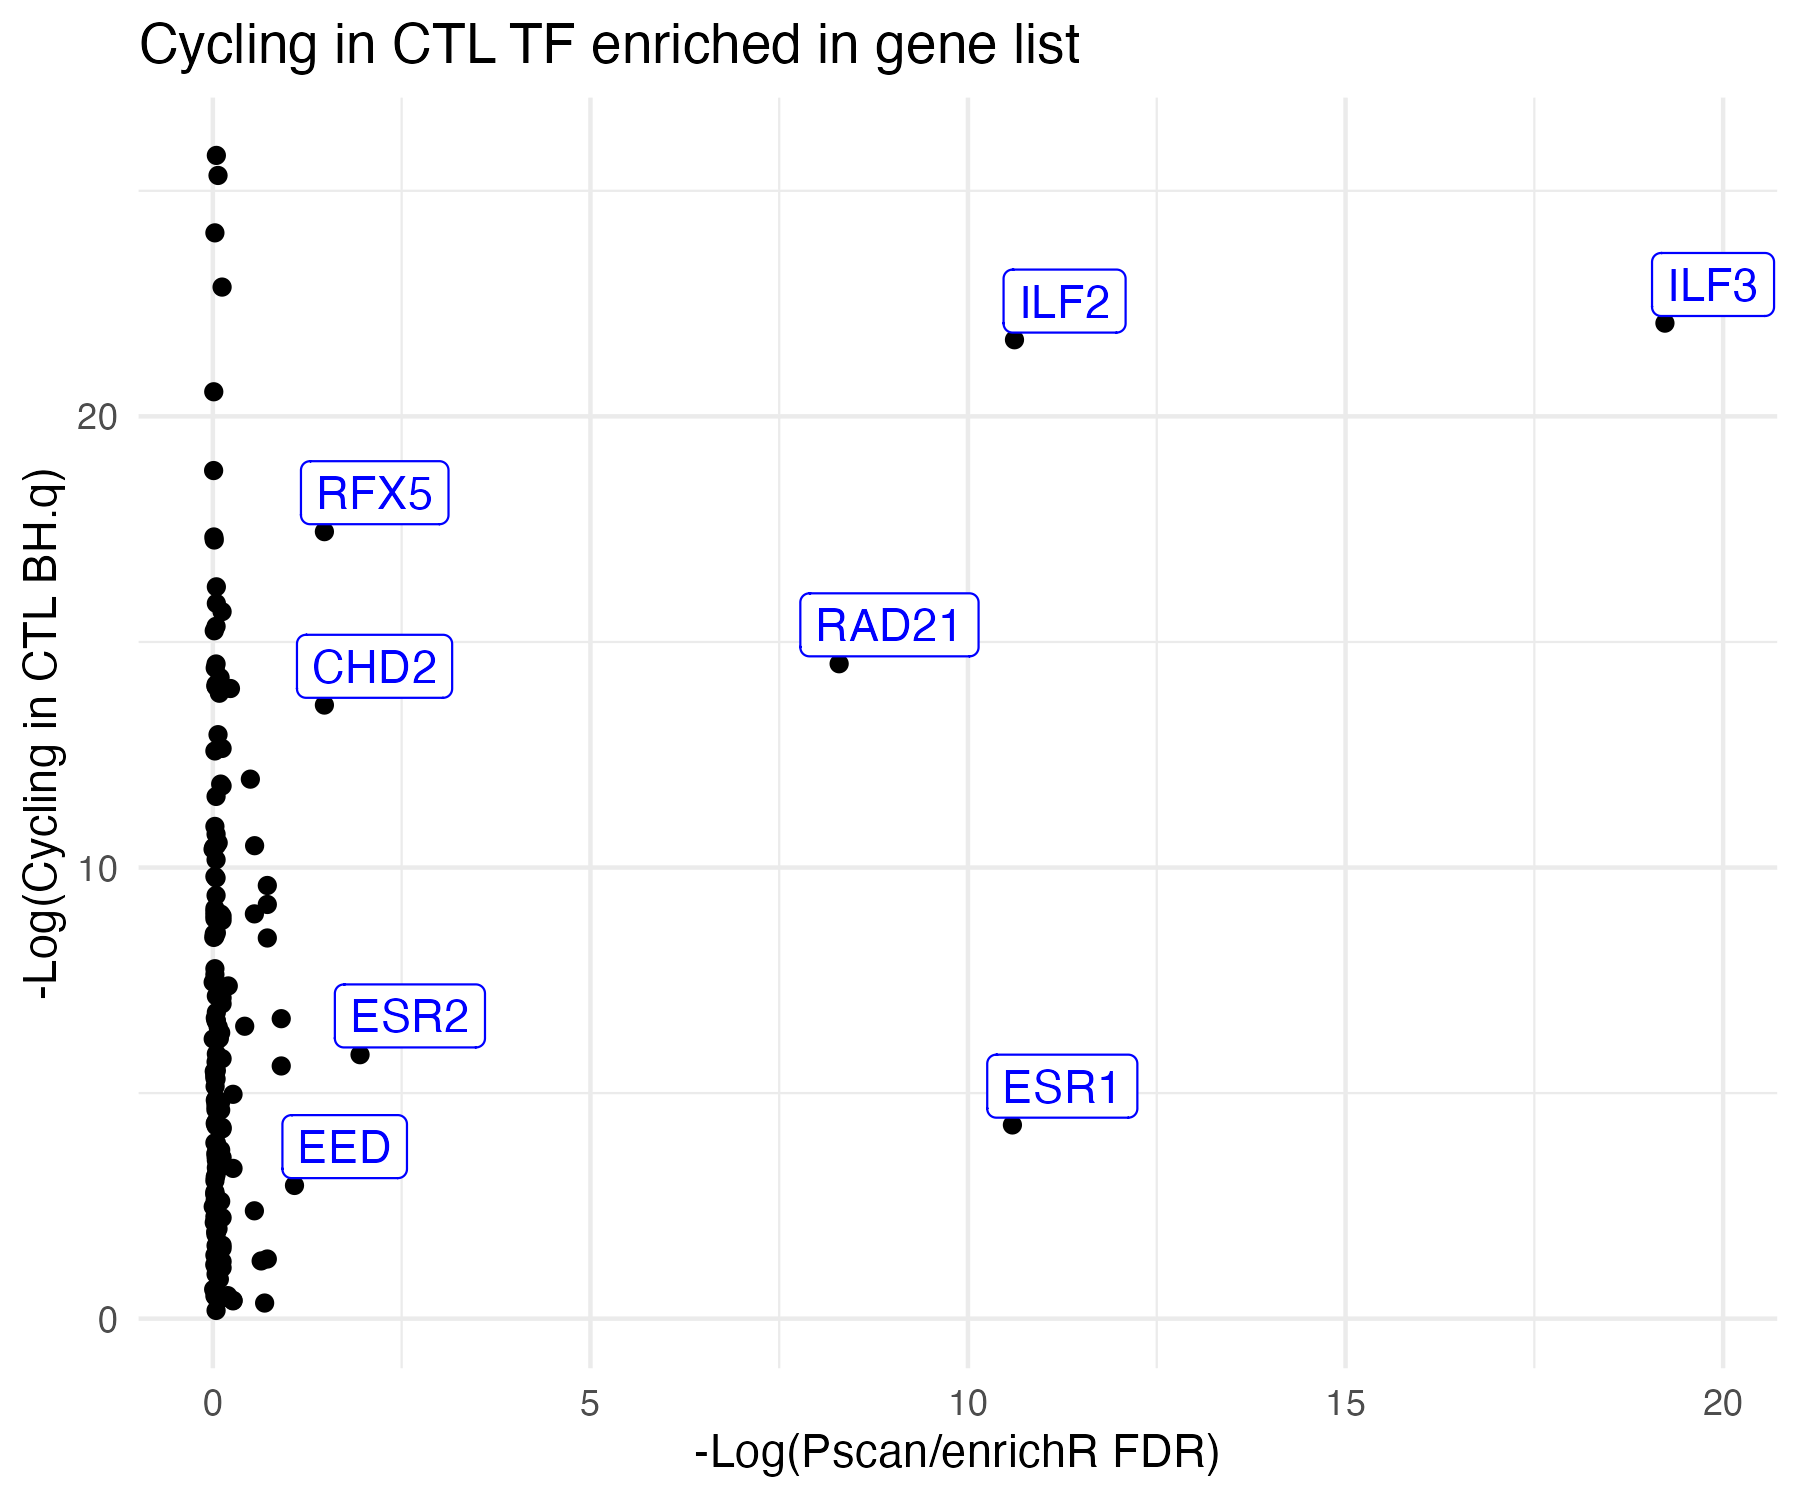 Cycling in CTL TF enriched in gene list
-Log(Cycling in CTL BH.q)
20
10
0
ILF2
ILF3
RFX5
RAD21
CHD2
ESR2
ESR1
EED
0 5 10 15 20
-Log(Pscan/enrichR FDR)